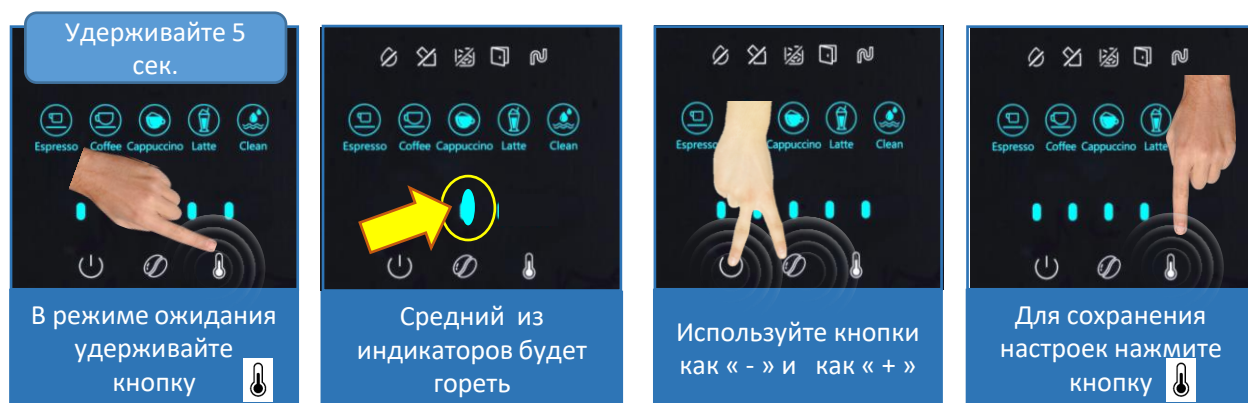 Удерживайте 5
сек.
Espresso Coffee Cappuccino Latte Clean
В режиме ожидания
удерживайте
кнопку
Espresso Coffee Cappuccino Latte Clean
Средний из
индикаторов будет
гореть
Espresso Cappuccino Latte Clean
Используйте кнопки
как « - » и как « + »
Espresso Coffee Cappuccino Latte
Для сохранения
настроек нажмите
кнопку